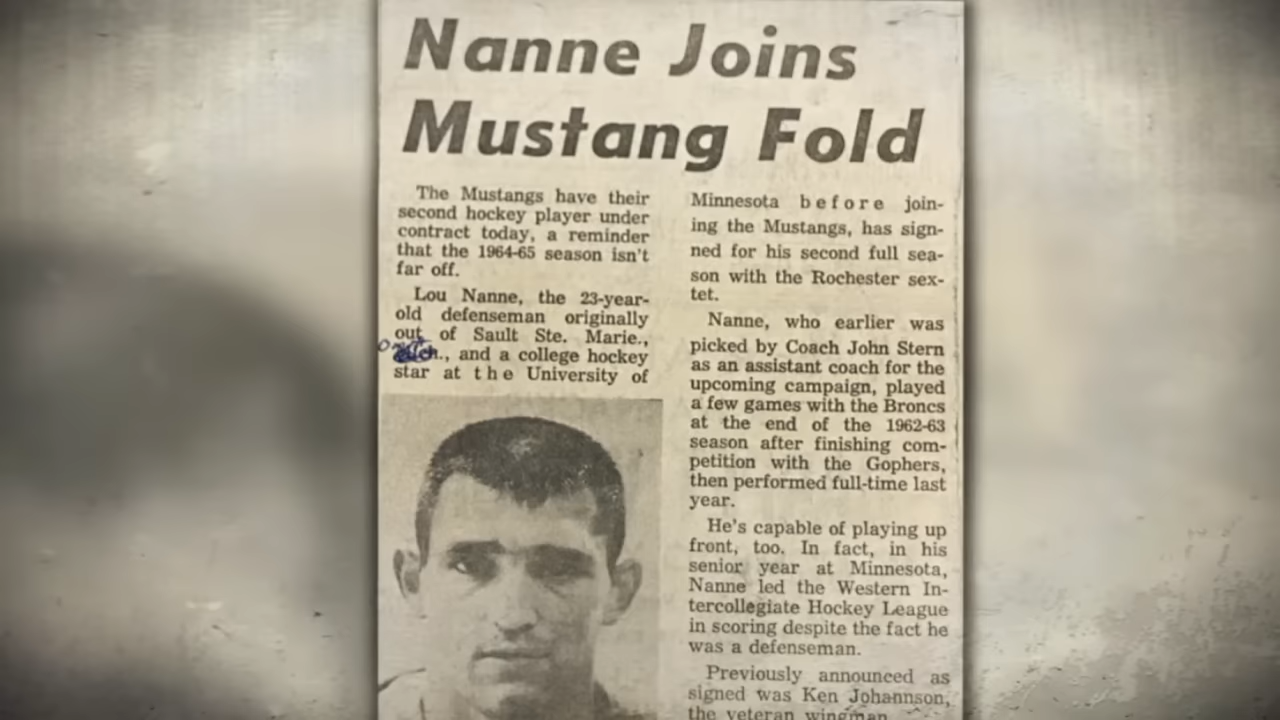 Nanne Joins
Mustang Fold
The Mustangs have their
second hockey player under
contract today, a reminder
that the 1964-65 season isn't
far off.
Lou Nanne, the 23-year-
old defenseman originally
out of Sault Ste. Marie.,
Ont ., and a college hockey
star at the University of
Minnesota before join-
ing the Mustangs, has sign-
ned for his second full sea-
son with the Rochester sex-
tet.
Nanne, who earlier was
picked by Coach John Stern
as an assistant coach for the
upcoming campaign, played
a few games with the Broncs
at the end of the 1962-63
season after finishing com-
petition with the Gophers,
then performed full-time last
year.
He's capable of playing up
front, too. In fact, in his
senior year at Minnesota,
Nanne led the Western In-
tercollegiate Hockey League
in scoring despite the fact he
was a defenseman.
Previously announced as
signed was Ken Johannson,
the veteran wingman